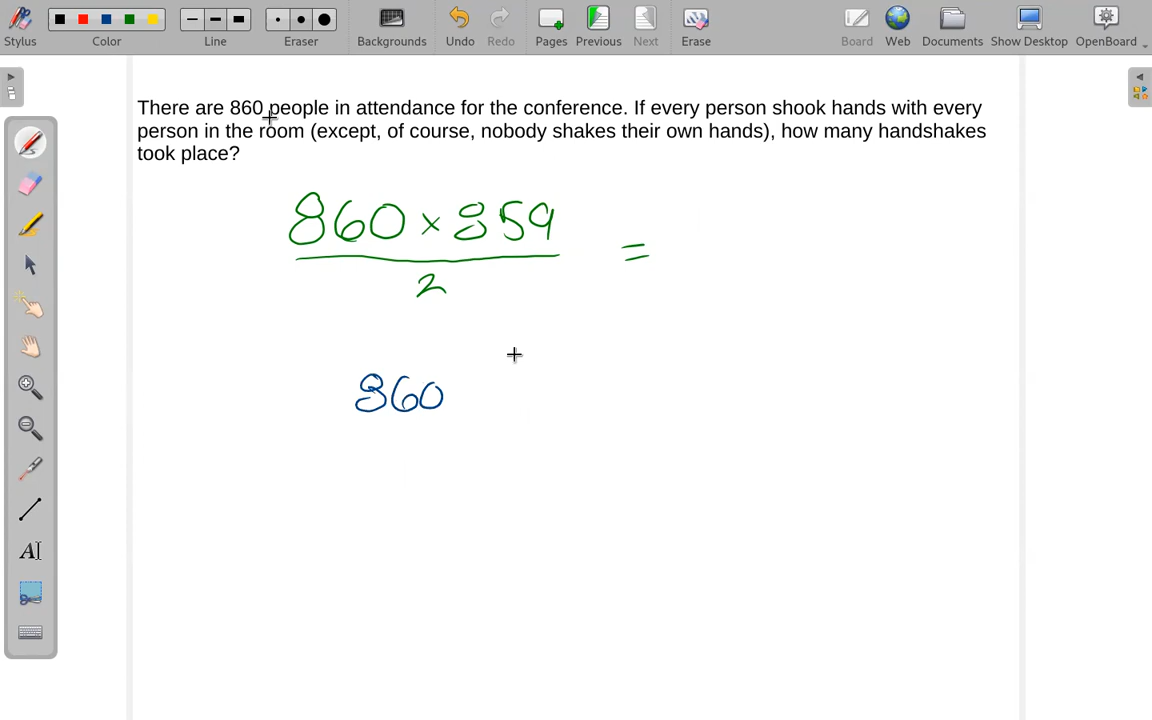 Stylus Color Line Eraser Backgrounds Undo Redo Pages Previous Next Erase Board Web Documents Show Desktop OpenBoard
There are 860 people in attendance for the conference. If every person shook hands with every
person in the room (except, of course, nobody shakes their own hands), how many handshakes
took place?
860 × 859
=
2
860